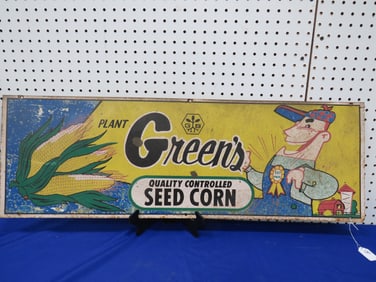 PLANT
Green's
QUALITY CONTROLLED
SEED CORN